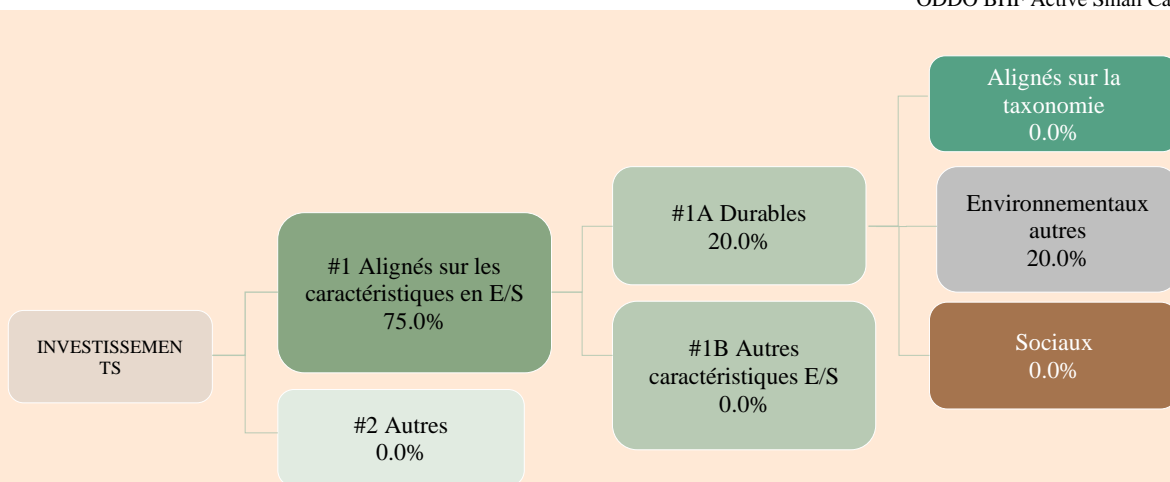 ODDO BHF Active Small Ca
Alignés sur la
taxonomie
0.0%
#1A Durables
20.0%
Environnementaux
autres
20.0%
#1 Alignés sur les
caractéristiques en E/S
75.0%
INVESTISSEMEN
TS
#1B Autres
caractéristiques E/S
0.0%
Sociaux
0.0%
#2 Autres
0.0%